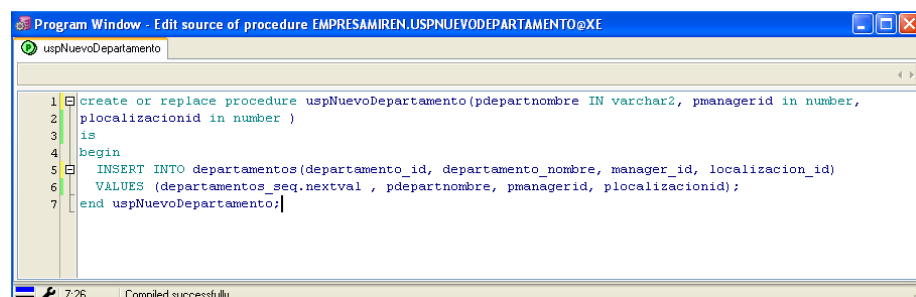 Program Window - Edit source of procedure EMPRESAMIREN.USPNUEVODEPARTAMENTO@XE
uspNuevoDepartamento
1 create or replace procedure uspNuevoDepartamento(pdepartnombre IN varchar2, pmanagerid in number,
2 plocalizacionid in number )
3 is
4 begin
5 INSERT INTO departamentos(departamento_id, departamento_nombre, manager_id, localizacion_id)
6 VALUES (departamentos_seq.nextval , pdepartnombre, pmanagerid, plocalizacionid);
7 end uspNuevoDepartamento;
7:26 Compiled successfully